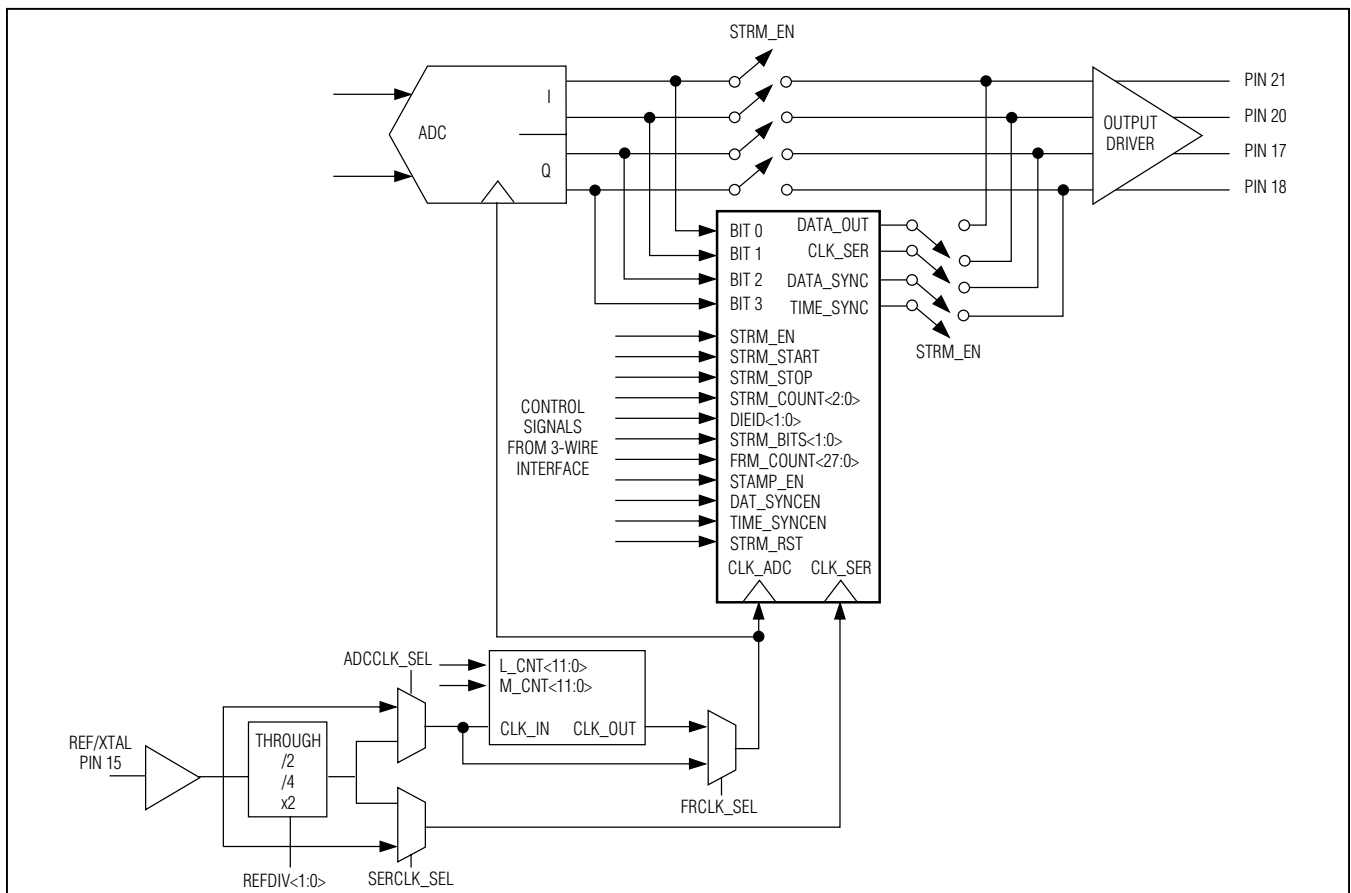 STRM_EN
ADC
I
Q
OUTPUT
DRIVER
PIN 21
PIN 20
PIN 17
PIN 18
BIT 0
BIT 1
BIT 2
BIT 3
DATA_OUT
CLK_SER
DATA_SYNC
TIME_SYNC
STRM_EN
CONTROL
SIGNALS
FROM 3-WIRE
INTERFACE
STRM_EN
STRM_START
STRM_STOP
STRM_COUNT<2:0>
DIEID<1:0>
STRM_BITS<1:0>
FRM_COUNT<27:0>
STAMP_EN
DAT_SYNCEN
TIME_SYNCEN
STRM_RST
CLK_ADC CLK_SER
ADCCLK_SEL
L_CNT<11:0>
M_CNT<11:0>
CLK_IN CLK_OUT
REF/XTAL
PIN 15
THROUGH
/2
/4
x2
FRCLK_SEL
REFDIV<1:0>
SERCLK_SEL